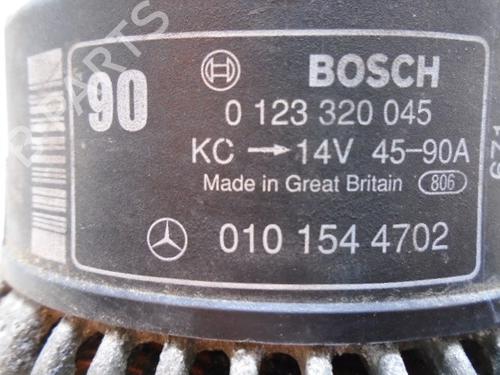 90
BOSCH
0 123 320 045
KC → 14V 45-90A
Made in Great Britain 806
010 154 4702